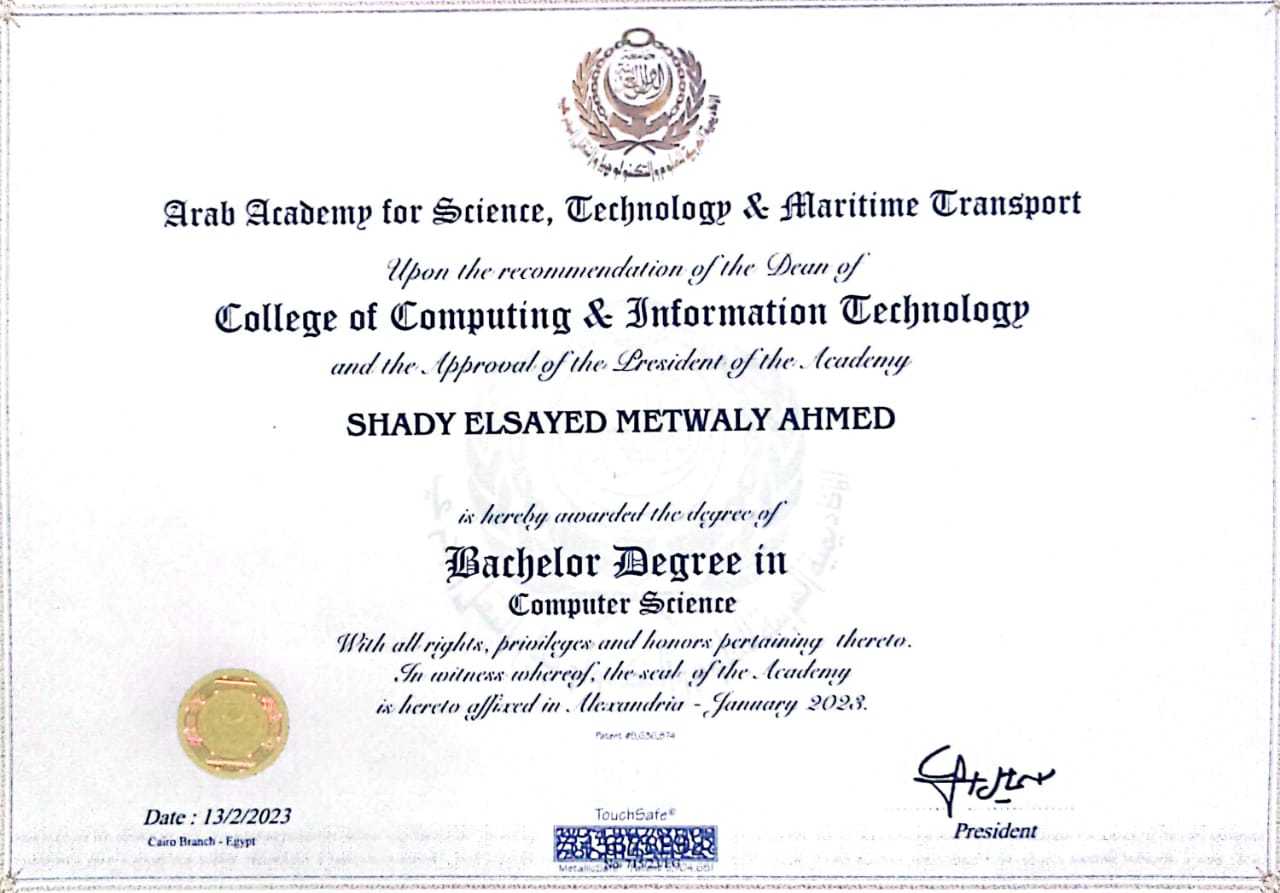 Arab Academy for Science, Technology & Maritime Transport
Upon the recommendation of the Dean of
College of Computing & Information Technology
and the Approval of the President of the Academy
SHADY ELSAYED METWALY AHMED
is hereby awarded the degree of
Bachelor Degree in
Computer Science
With all rights, privileges and honors pertaining thereto.
In witness whereof, the seal of the Academy
is hereto affixed in Alexandria - January 2023.
Date : 13/2/2023
Cairo Branch - Egypt
TouchSafe®
President